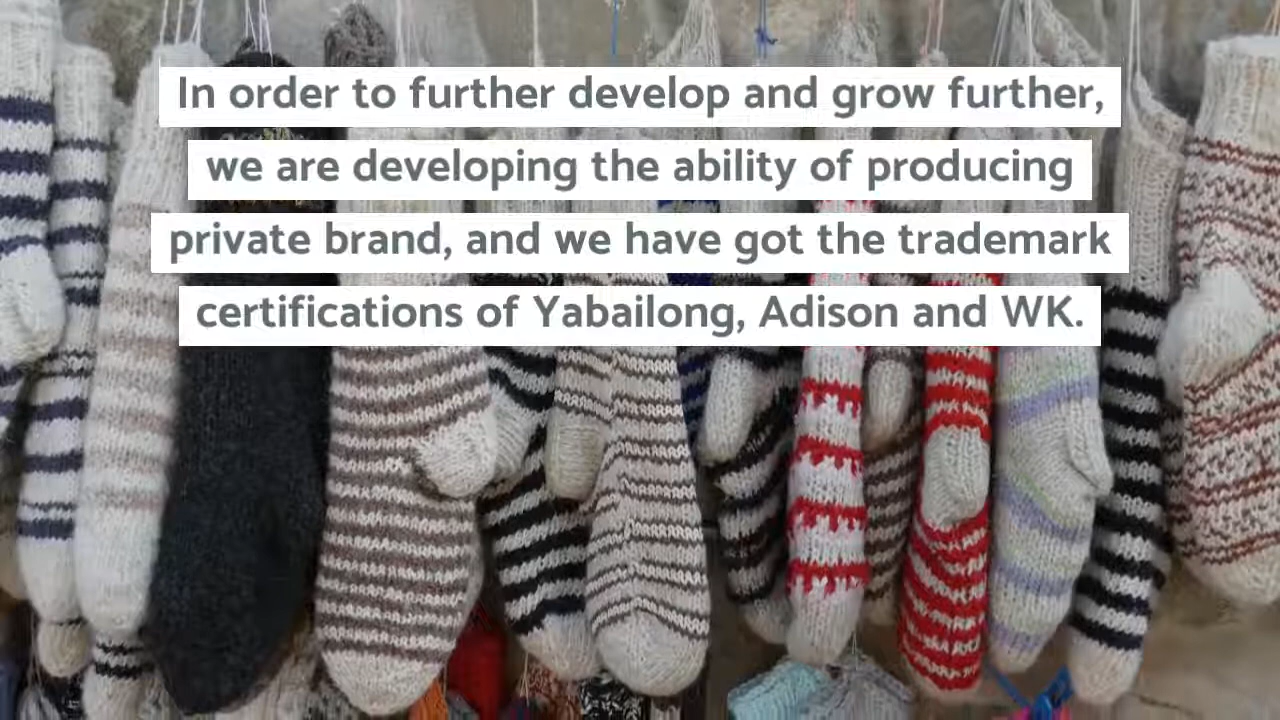 In order to further develop and grow further,
we are developing the ability of producing
private brand, and we have got the trademark
certifications of Yabailong, Adison and WK.